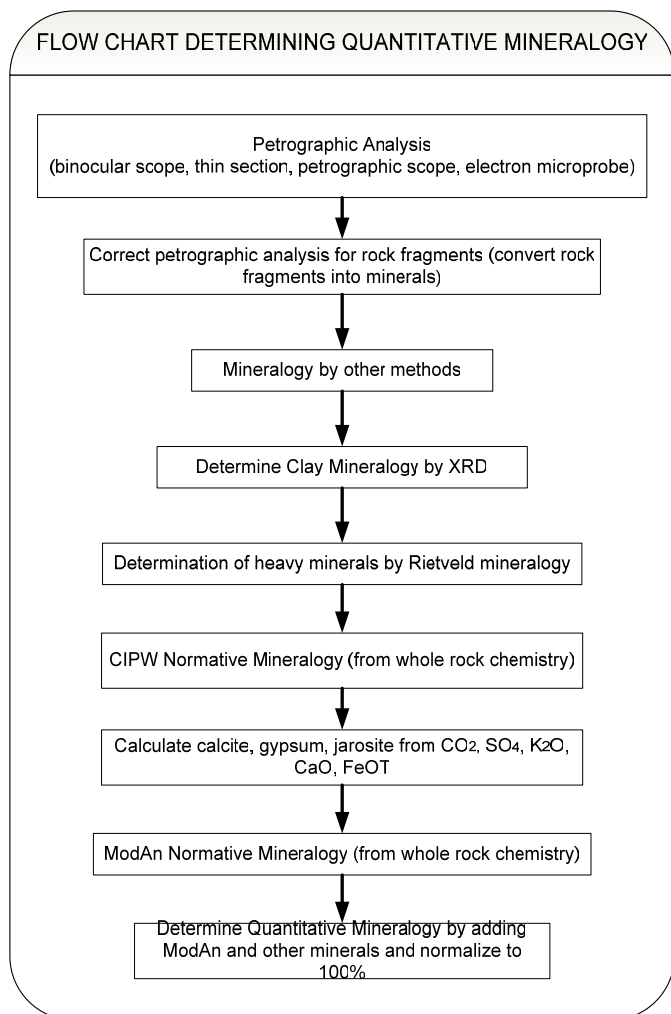 FLOW CHART DETERMINING QUANTITATIVE MINERALOGY
Petrographic Analysis
(binocular scope, thin section, petrographic scope, electron microprobe)
Correct petrographic analysis for rock fragments (convert rock
fragments into minerals)
Mineralogy by other methods
Determine Clay Mineralogy by XRD
Determination of heavy minerals by Rietveld mineralogy
CIPW Normative Mineralogy (from whole rock chemistry)
Calculate calcite, gypsum, jarosite from CO2, SO4, K2O,
CaO, FeOT
ModAn Normative Mineralogy (from whole rock chemistry)
Determine Quantitative Mineralogy by adding
ModAn and other minerals and normalize to
100%